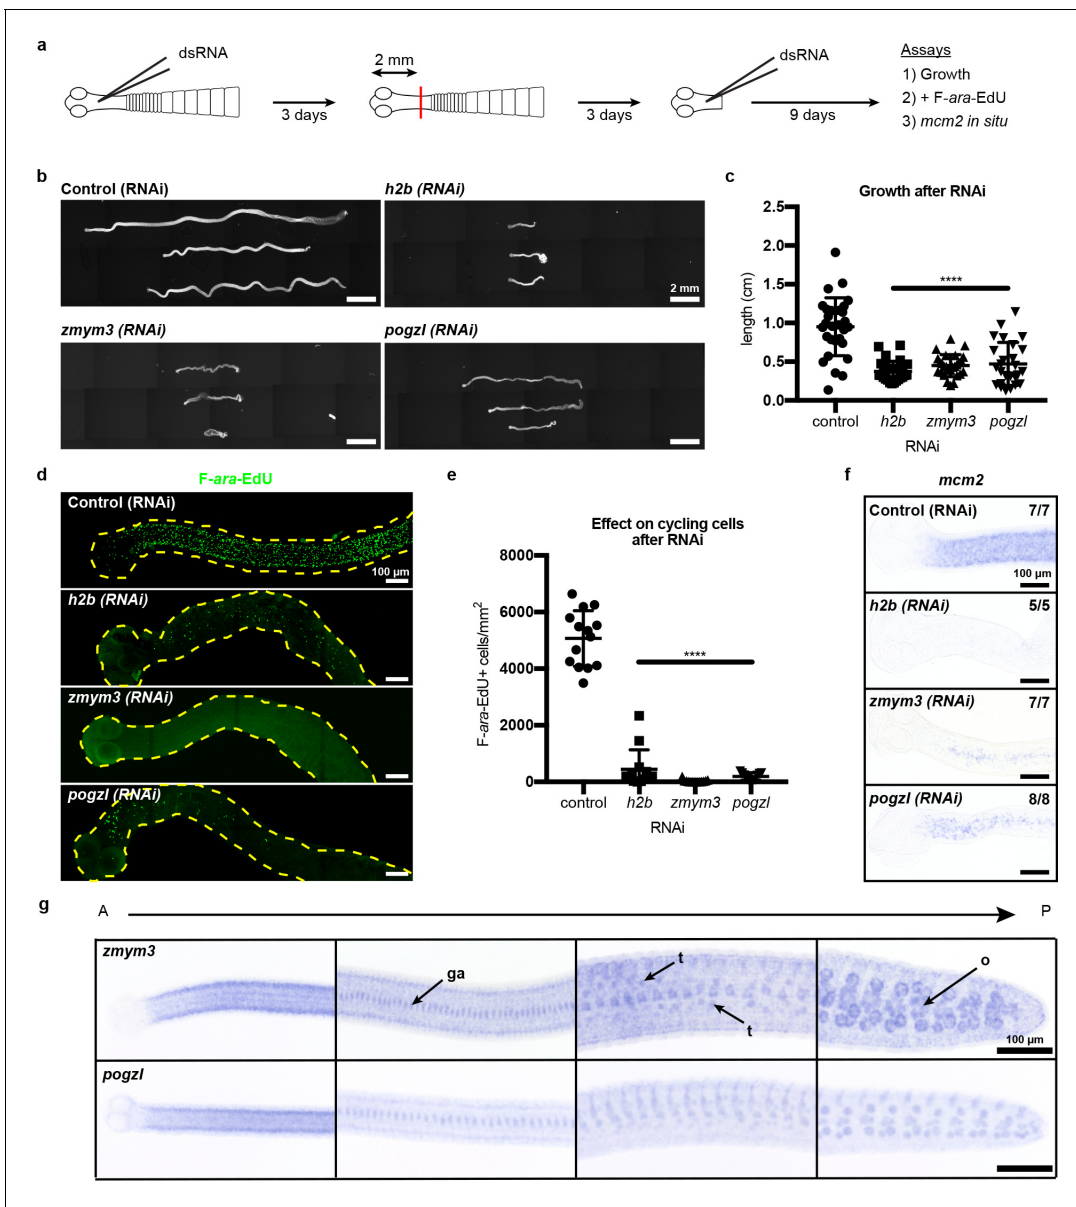 a
dsRNA
2 mm
dsRNA
Assays
1) Growth
2) + F-ara-EdU
3) mcm2 in situ
3 days
3 days
9 days
b
Control (RNAi)
h2b (RNAi)
2 mm
zmym3 (RNAi)
pogzl (RNAi)
c
Growth after RNAi
2.5
2.0
1.5
1.0
0.5
0.0
length (cm)
****
control
h2b
zmym3
pogzl
RNAi
d
F-ara-EdU
Control (RNAi)
100 µm
h2b (RNAi)
zmym3 (RNAi)
pogzl (RNAi)
e
Effect on cycling cells
after RNAi
8000
6000
4000
2000
0
F-ara-EdU+ cells/mm²
****
control
h2b
zmym3
pogzl
RNAi
f
mcm2
Control (RNAi) 7/7
100 µm
h2b (RNAi) 5/5
zmym3 (RNAi) 7/7
pogzl (RNAi) 8/8
g
A
P
zmym3
ga
t
t
o
100 µm
pogzl